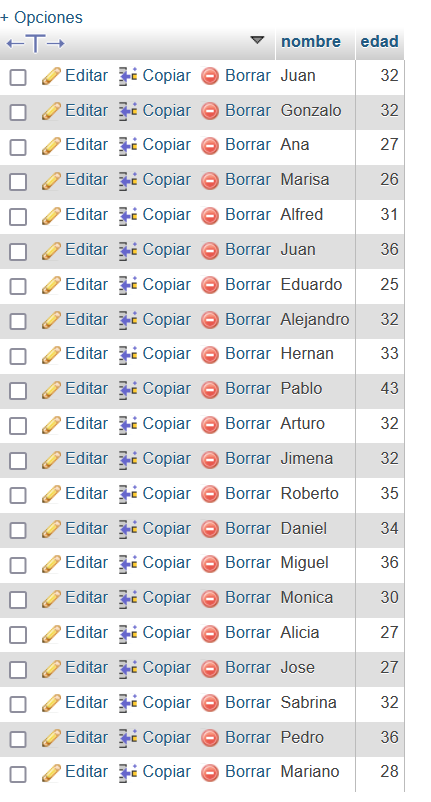 + Opciones
←T→ nombre edad
Editar Copiar Borrar Juan 32
Editar Copiar Borrar Gonzalo 32
Editar Copiar Borrar Ana 27
Editar Copiar Borrar Marisa 26
Editar Copiar Borrar Alfred 31
Editar Copiar Borrar Juan 36
Editar Copiar Borrar Eduardo 25
Editar Copiar Borrar Alejandro 32
Editar Copiar Borrar Hernan 33
Editar Copiar Borrar Pablo 43
Editar Copiar Borrar Arturo 32
Editar Copiar Borrar Jimena 32
Editar Copiar Borrar Roberto 35
Editar Copiar Borrar Daniel 34
Editar Copiar Borrar Miguel 36
Editar Copiar Borrar Monica 30
Editar Copiar Borrar Alicia 27
Editar Copiar Borrar Jose 27
Editar Copiar Borrar Sabrina 32
Editar Copiar Borrar Pedro 36
Editar Copiar Borrar Mariano 28